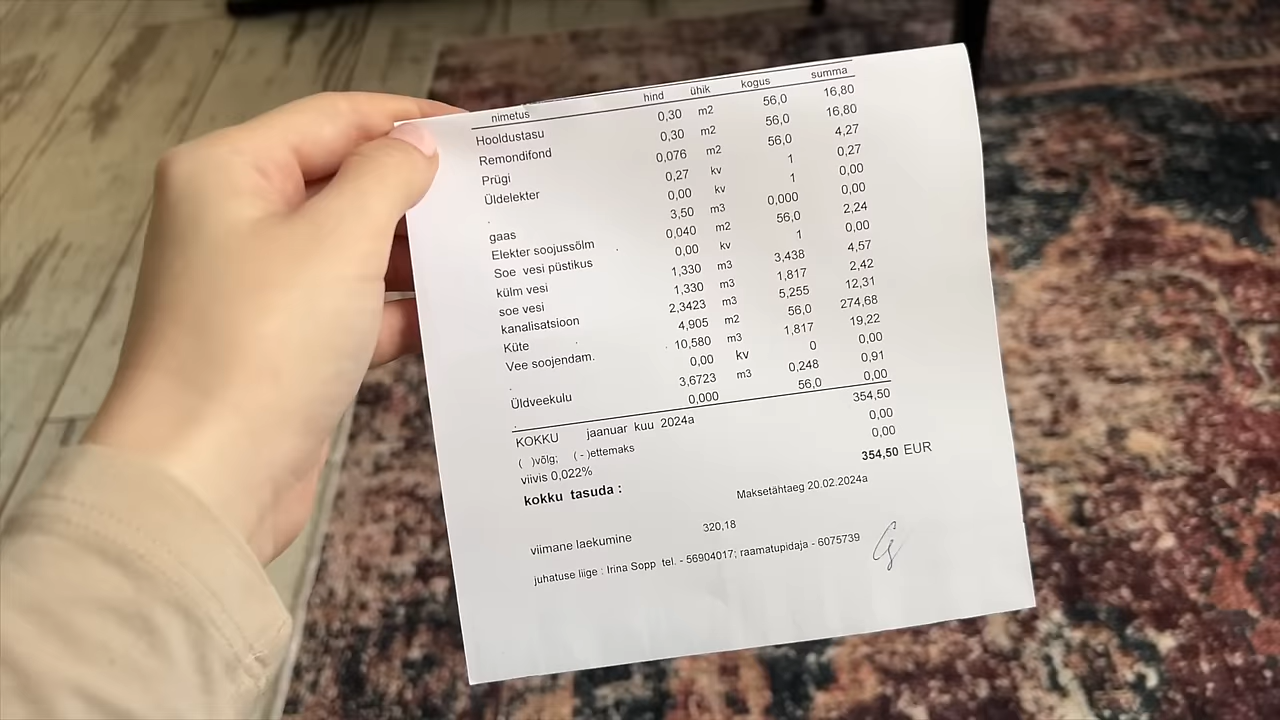 nimetus hind ühik kogus summa
Hooldustasu 0,30 m2 56,0 16,80
Remondifond 0,30 m2 56,0 16,80
Prügi 0,076 m2 56,0 4,27
Üldelekter 0,27 kv 1 0,27
. 0,00 kv 1 0,00
gaas 3,50 m3 0,000 0,00
Elekter soojussõlm 0,040 m2 56,0 2,24
Soe vesi püstikus 0,00 kv 1 0,00
külm vesi 1,330 m3 3,438 4,57
soe vesi 1,330 m3 1,817 2,42
kanalisatsioon 2,3423 m3 5,255 12,31
Küte 4,905 m2 56,0 274,68
Vee soojendam. 10,580 m3 1,817 19,22
. 0,00 kv 0 0,00
Üldveekulu 3,6723 m3 0,248 0,91
. 0,000 56,0 0,00
KOKKU jaanuar kuu 2024a 354,50
( )võlg; ( - )ettemaks 0,00
viivis 0,022% 0,00
kokku tasuda : 354,50 EUR
Maksetähtaeg 20.02.2024a
viimane laekumine 320,18
juhatuse liige : Irina Sopp tel. - 56904017; raamatupidaja - 6075739